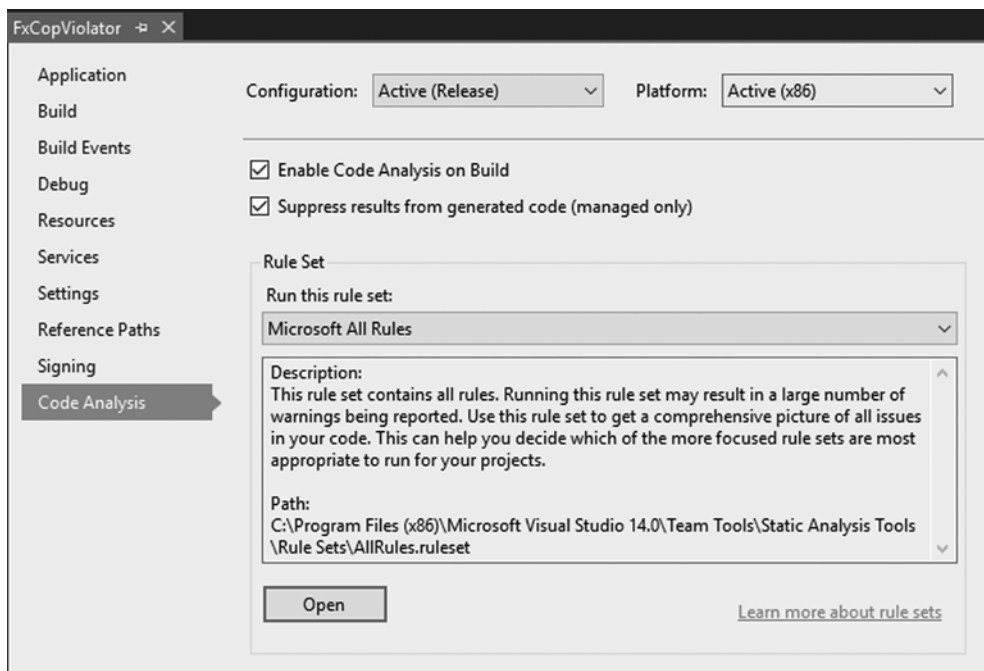 FxCopViolator
Application
Build
Build Events
Debug
Resources
Services
Settings
Reference Paths
Signing
Code Analysis
Configuration: Active (Release) Platform: Active (x86)
Enable Code Analysis on Build
Suppress results from generated code (managed only)
Rule Set
Run this rule set:
Microsoft All Rules
Description:
This rule set contains all rules. Running this rule set may result in a large number of
warnings being reported. Use this rule set to get a comprehensive picture of all issues
in your code. This can help you decide which of the more focused rule sets are most
appropriate to run for your projects.
Path:
C:\Program Files (x86)\Microsoft Visual Studio 14.0\Team Tools\Static Analysis Tools
\Rule Sets\AllRules.ruleset
Open
Learn more about rule sets